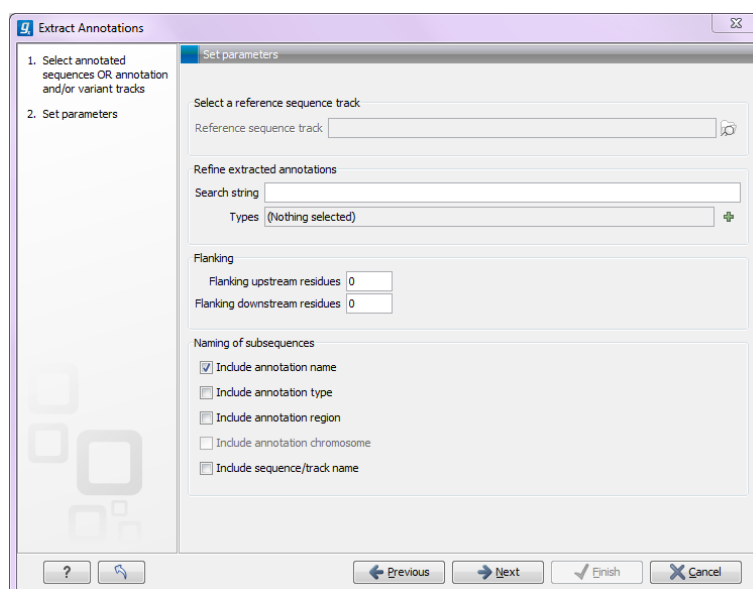 Extract Annotations
1. Select annotated
sequences OR annotation
and/or variant tracks
2. Set parameters
Set parameters
Select a reference sequence track
Reference sequence track
Refine extracted annotations
Search string
Types (Nothing selected)
Flanking
Flanking upstream residues 0
Flanking downstream residues 0
Naming of subsequences
Include annotation name
Include annotation type
Include annotation region
Include annotation chromosome
Include sequence/track name
? Previous Next Finish Cancel